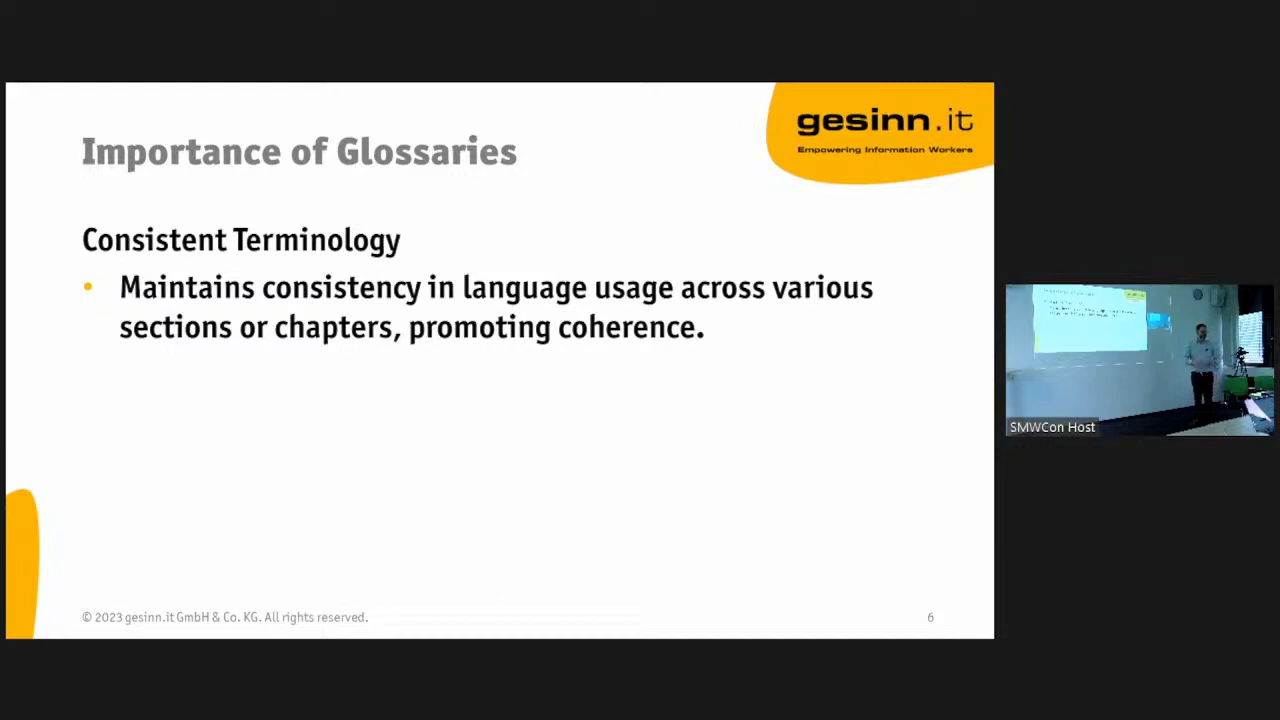 Importance of Glossaries
gesinn.it
Empowering Information Workers
Consistent Terminology
• Maintains consistency in language usage across various
sections or chapters, promoting coherence.
© 2023 gesinn.it GmbH & Co. KG. All rights reserved.
6
SMWCon Host